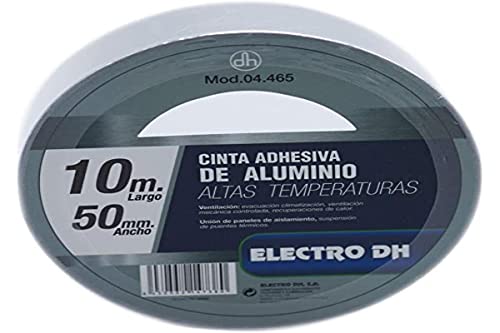 dh
Mod.04.465
10m.
Largo
50mm.
Ancho
CINTA ADHESIVA
DE ALUMINIO
ALTAS TEMPERATURAS
Ventilación: evacuación climatización, ventilación
mecánica controlada, recuperaciones de calor.
Unión de paneles de aislamiento, suspensión
de puentes térmicos.
ELECTRO DH
ELECTRO DH, S.A.